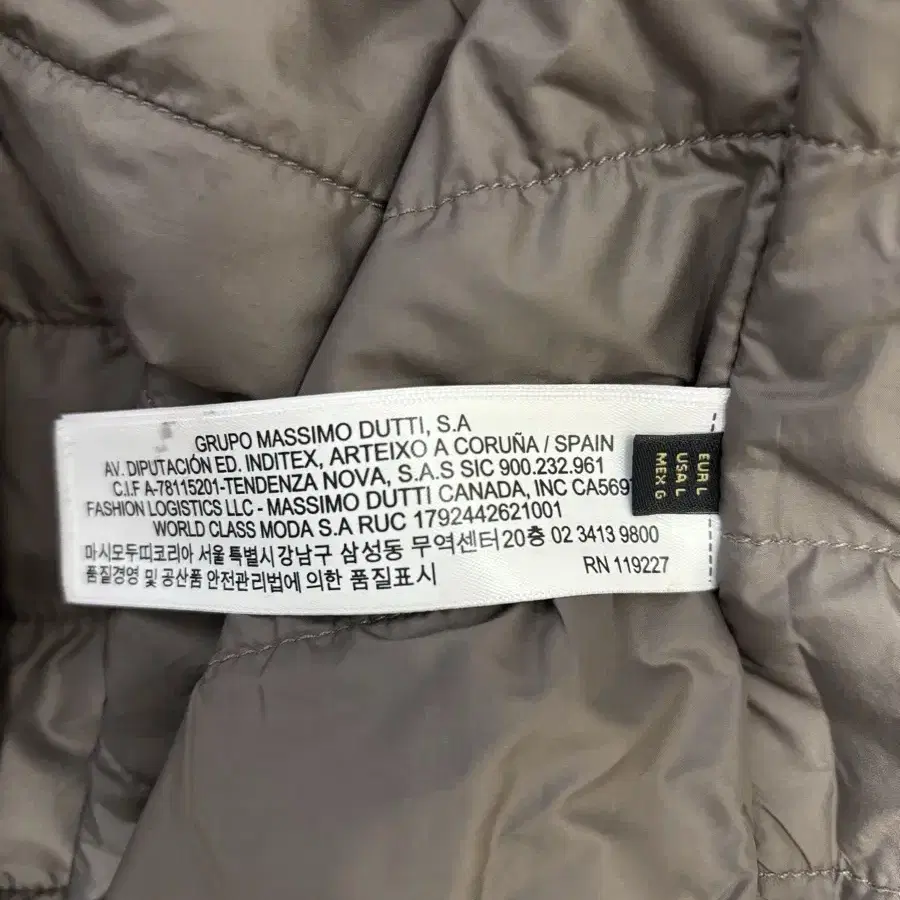 GRUPO MASSIMO DUTTI, S.A
AV. DIPUTACIÓN ED. INDITEX, ARTEIXO A CORUÑA / SPAIN
C.I.F A-78115201-TENDENZA NOVA, S.A.S SIC 900.232.961
FASHION LOGISTICS LLC - MASSIMO DUTTI CANADA, INC CA569
WORLD CLASS MODA S.A RUC 1792442621001
마시모두띠코리아 서울 특별시 강남구 삼성동 무역센터20층 02 3413 9800
품질경영 및 공산품 안전관리법에 의한 품질표시
RN 119227
EUR L
USA L
MEX G